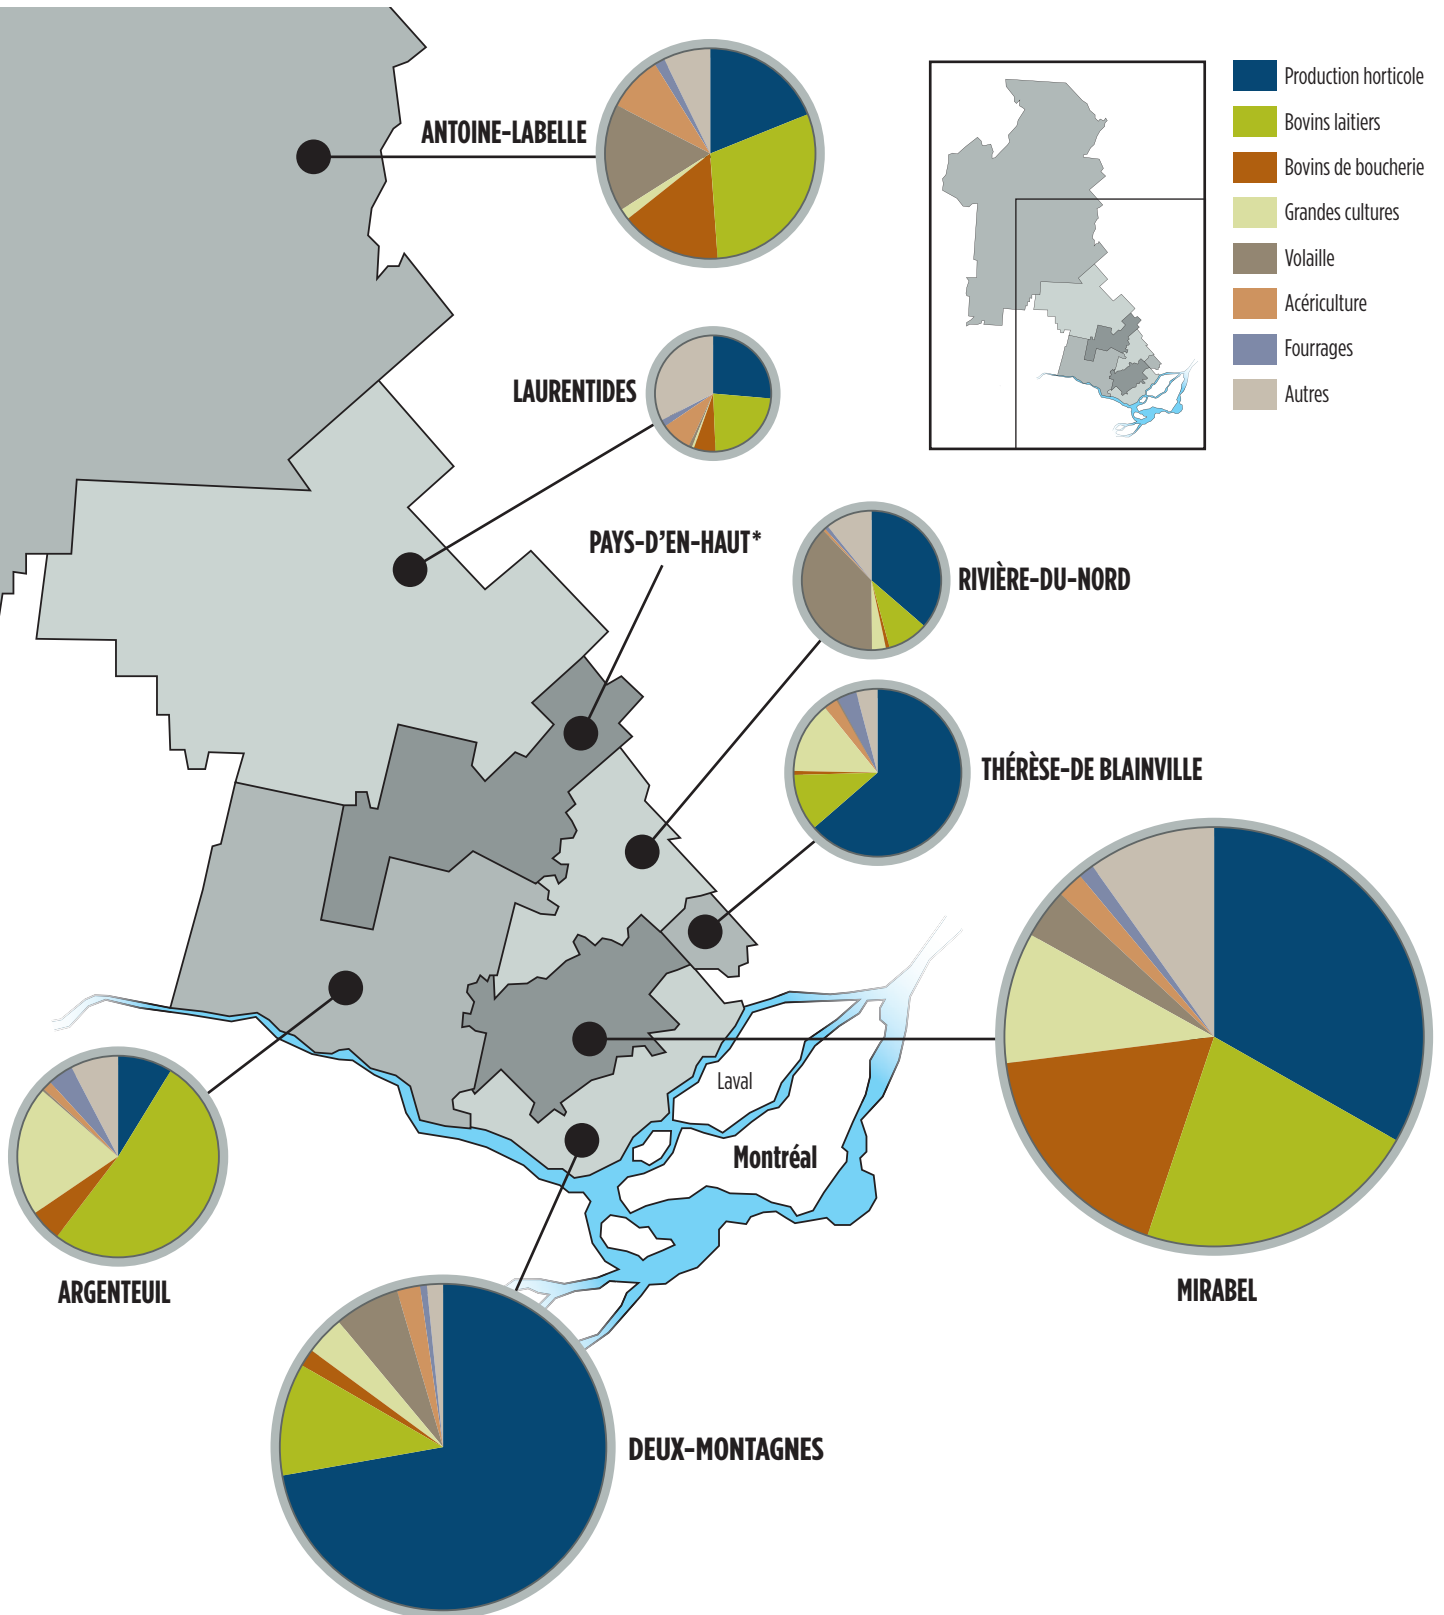 Production horticole
Bovins laitiers
Bovins de boucherie
Grandes cultures
Volaille
Acériculture
Fourrages
Autres
ANTOINE-LABELLE
LAURENTIDES
PAYS-D’EN-HAUT*
RIVIÈRE-DU-NORD
THÉRÈSE-DE BLAINVILLE
Laval
Montréal
ARGENTEUIL
MIRABEL
DEUX-MONTAGNES